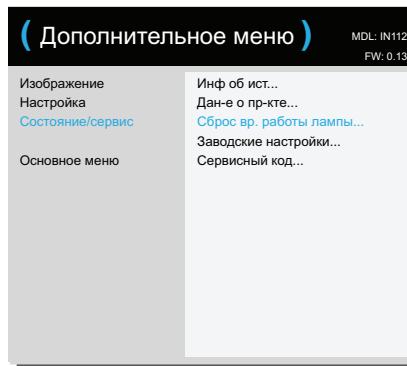 ( Дополнительное меню )
MDL: IN112
FW: 0.13
Изображение
Настройка
Состояние/сервис
Основное меню
Инф об ист...
Дан-е о пр-кте...
Сброс вр. работы лампы...
Заводские настройки...
Сервисный код...